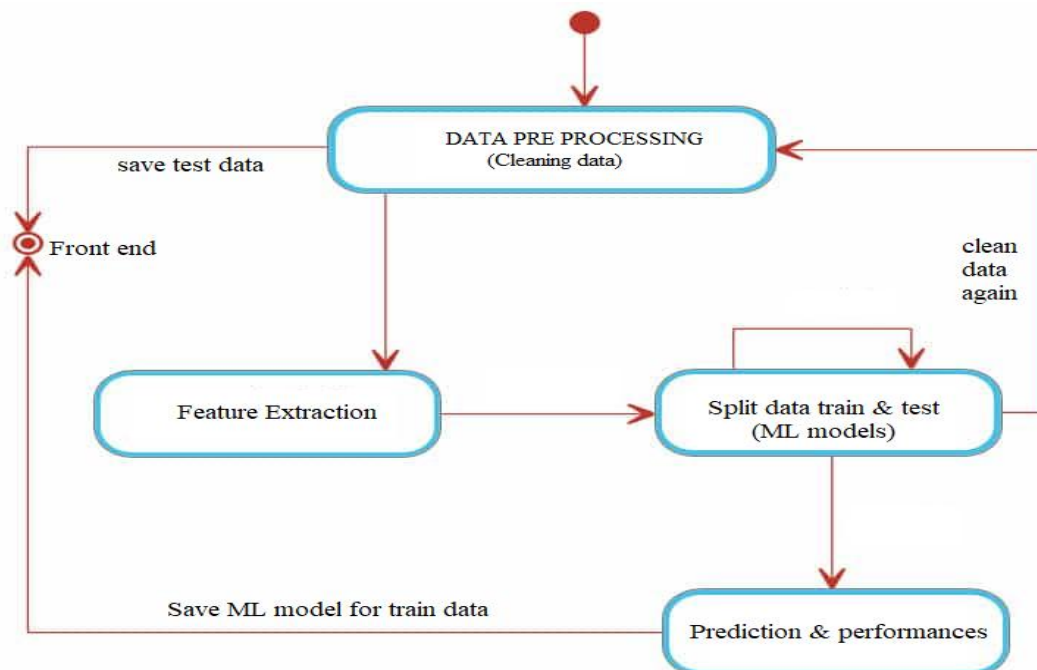 DATA PRE PROCESSING
(Cleaning data)
save test data
Front end
clean
data
again
Feature Extraction
Split data train & test
(ML models)
Save ML model for train data
Prediction & performances